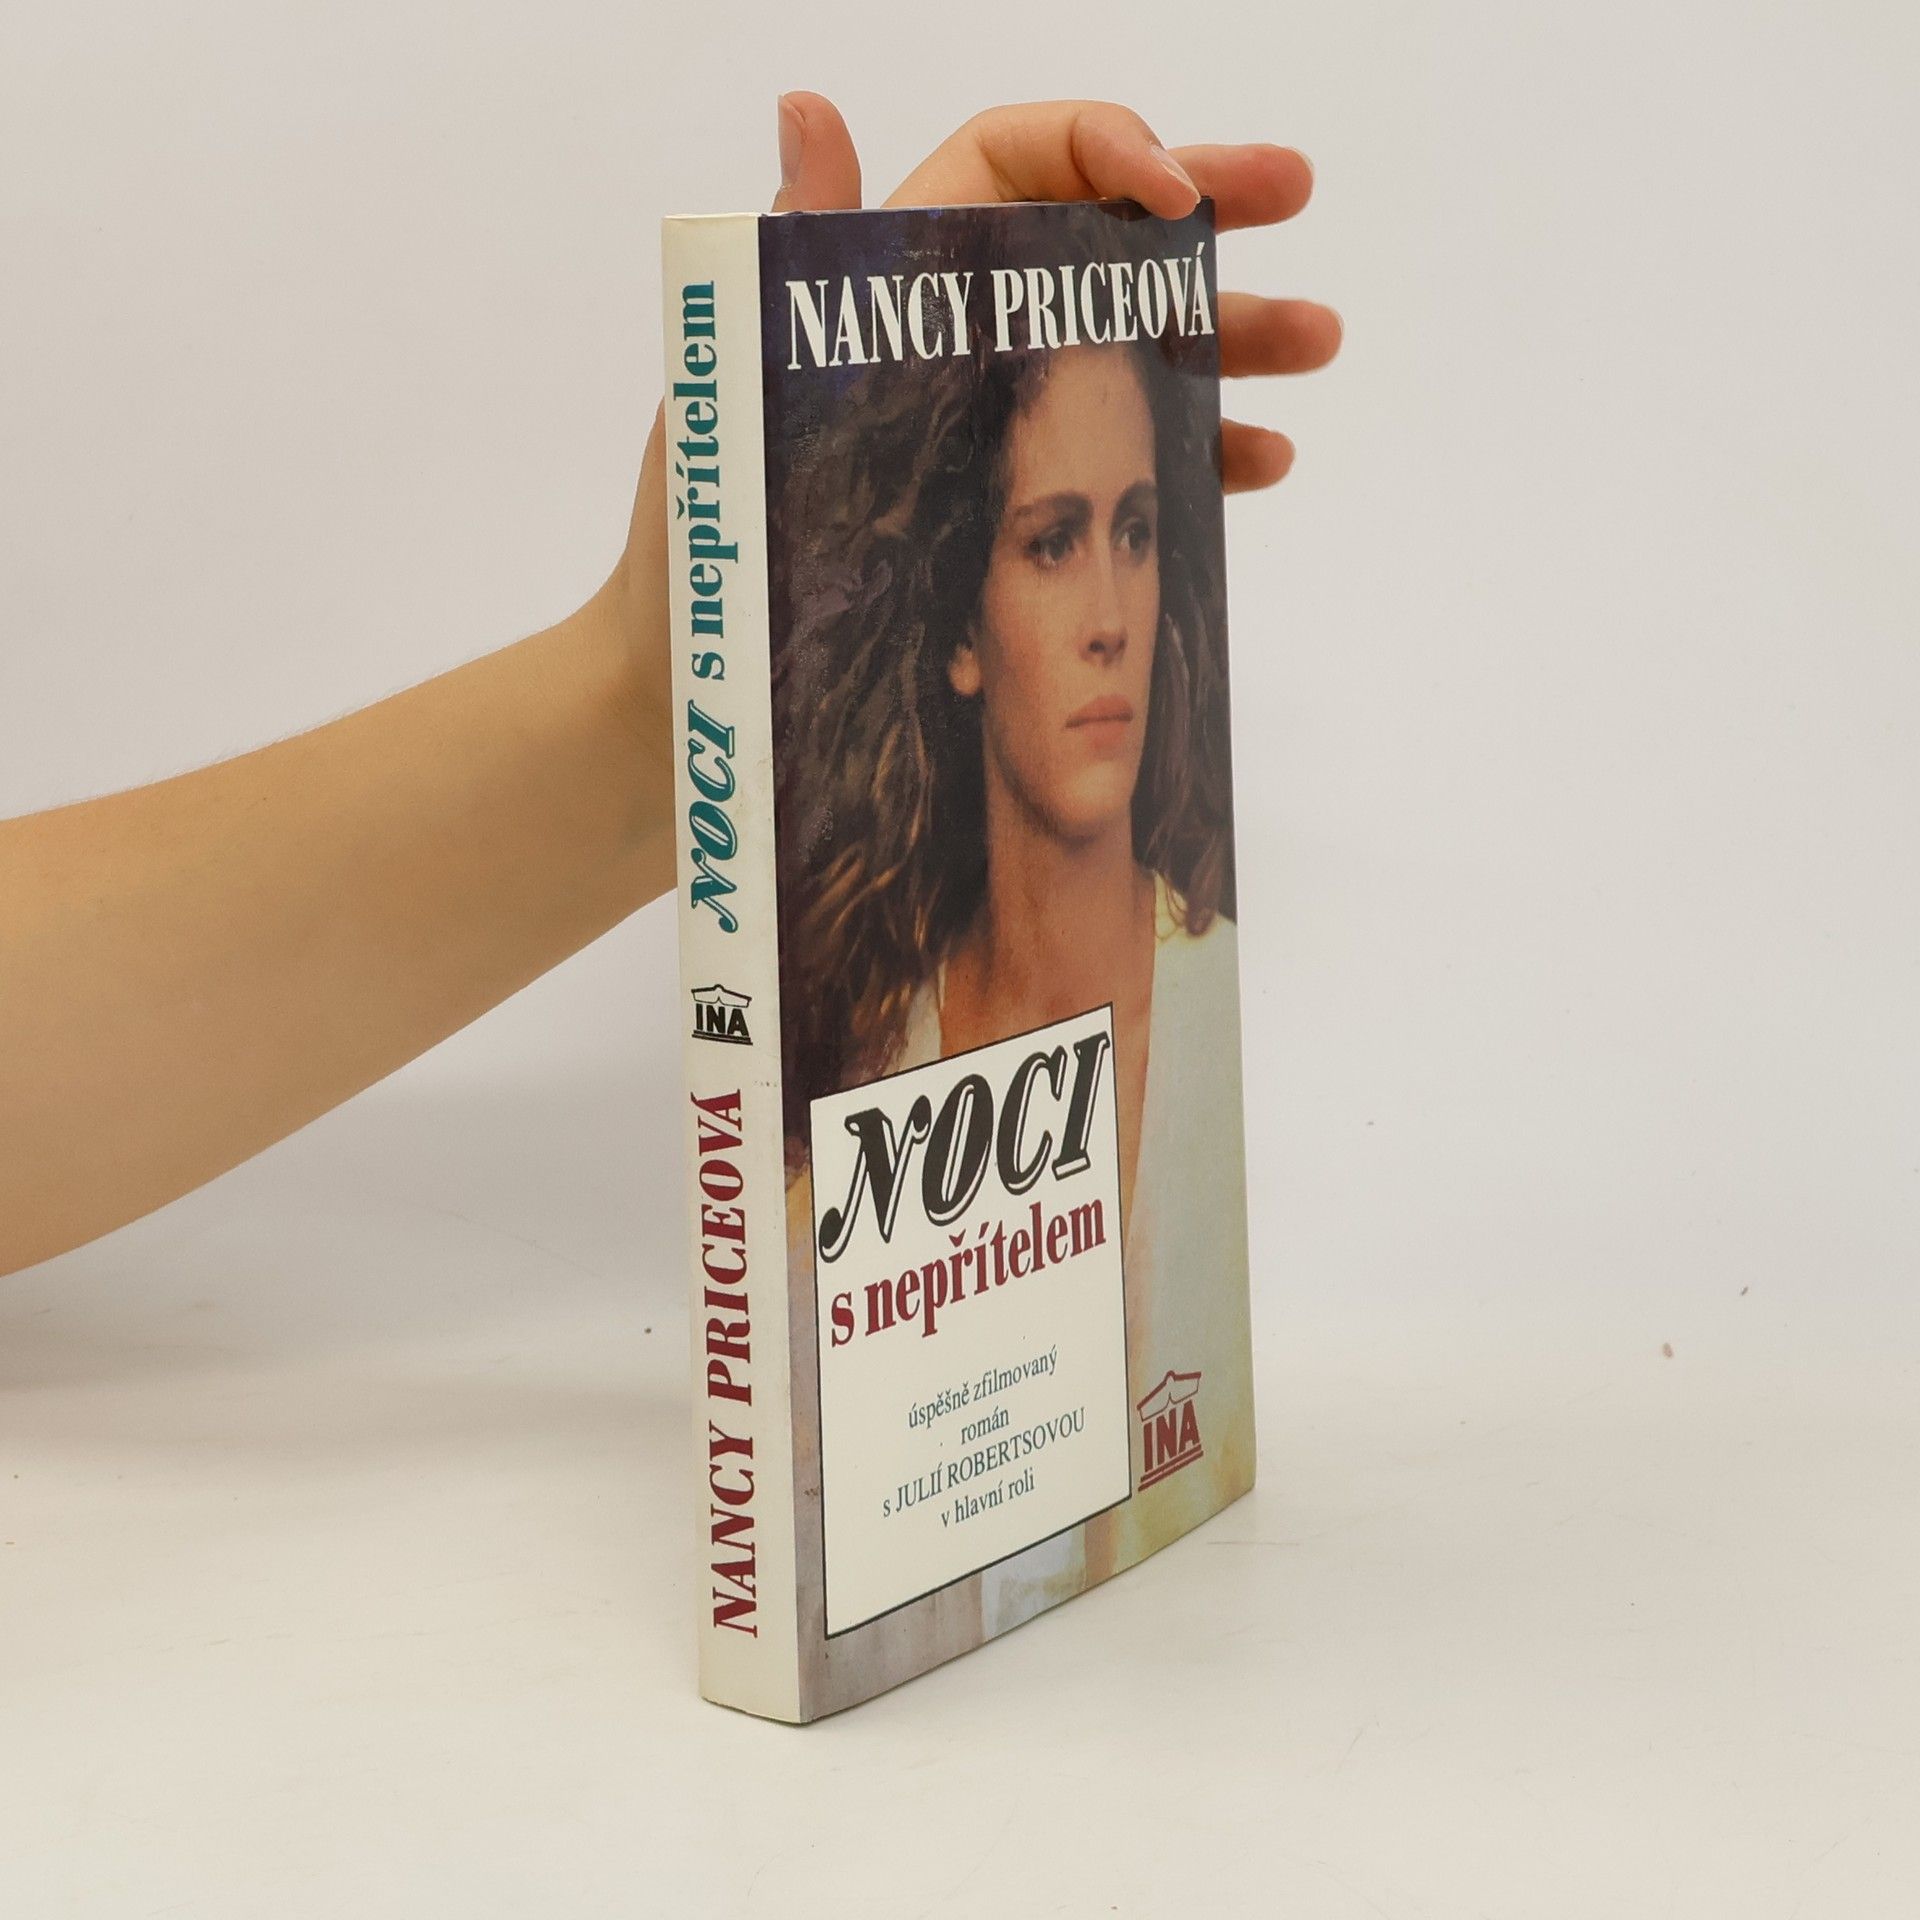 NANCY PRICEOVÁ
NOCI
s nepřítelem
úspěšně zfilmovaný
román
s JULIÍ ROBERTSOVOU
v hlavní roli
INA
NANCY PRICEOVÁ INA NOCI s nepřítelem